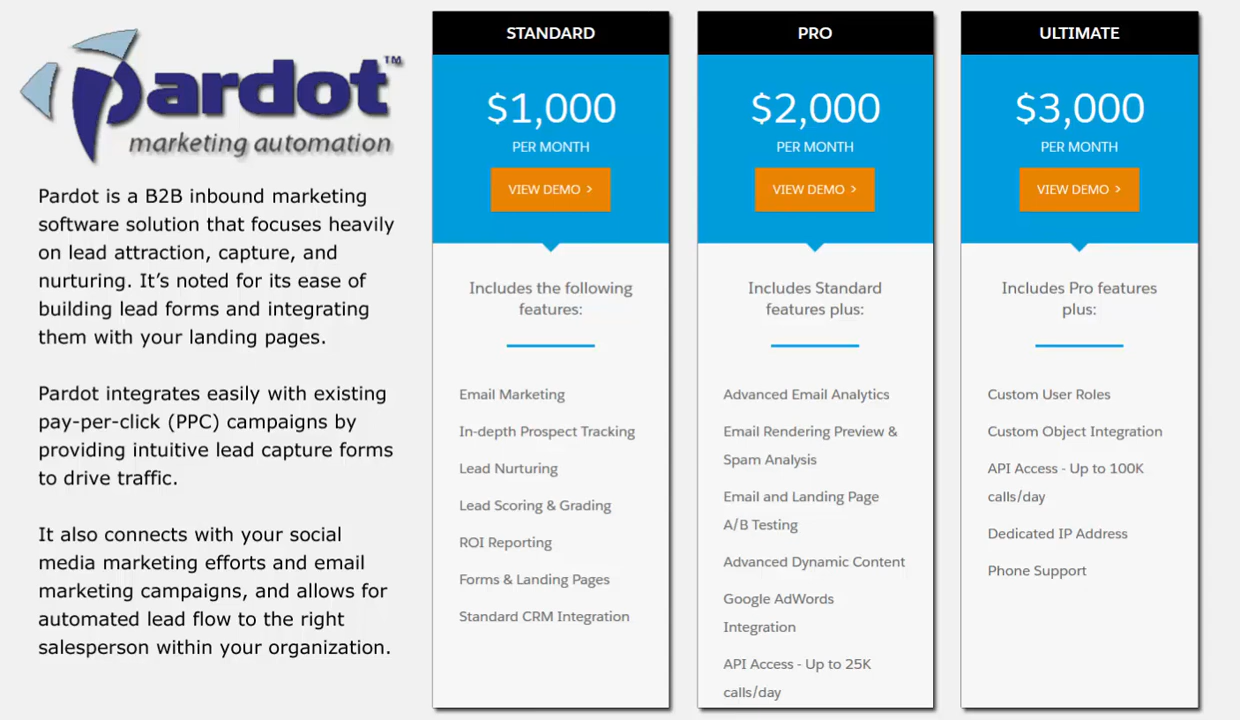 Pardot™
marketing automation
Pardot is a B2B inbound marketing
software solution that focuses heavily
on lead attraction, capture, and
nurturing. It’s noted for its ease of
building lead forms and integrating
them with your landing pages.
Pardot integrates easily with existing
pay-per-click (PPC) campaigns by
providing intuitive lead capture forms
to drive traffic.
It also connects with your social
media marketing efforts and email
marketing campaigns, and allows for
automated lead flow to the right
salesperson within your organization.
STANDARD
$1,000
PER MONTH
VIEW DEMO >
Includes the following
features:
Email Marketing
In-depth Prospect Tracking
Lead Nurturing
Lead Scoring & Grading
ROI Reporting
Forms & Landing Pages
Standard CRM Integration
PRO
$2,000
PER MONTH
VIEW DEMO >
Includes Standard
features plus:
Advanced Email Analytics
Email Rendering Preview &
Spam Analysis
Email and Landing Page
A/B Testing
Advanced Dynamic Content
Google AdWords
Integration
API Access - Up to 25K
calls/day
ULTIMATE
$3,000
PER MONTH
VIEW DEMO >
Includes Pro features
plus:
Custom User Roles
Custom Object Integration
API Access - Up to 100K
calls/day
Dedicated IP Address
Phone Support